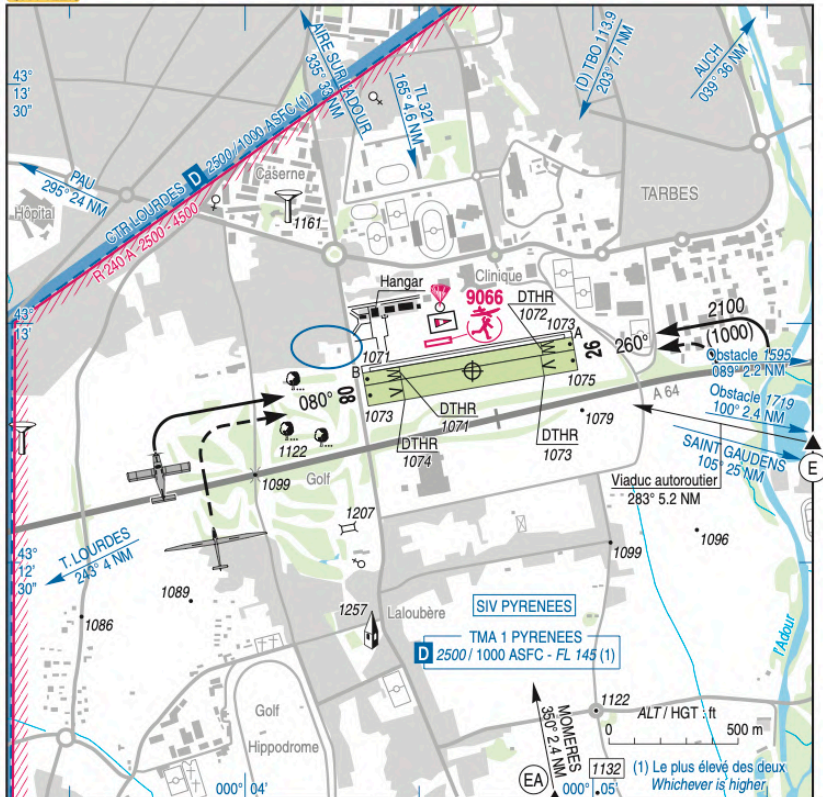 43°
13'
30"
AIRE SUR L'ADOUR
335° 33 NM
TL 321
165° 4.6 NM
(D) TBO 113.9
203° 7.7 NM
AUCH
039° 36 NM
PAU
295° 24 NM
CTR LOURDES D 2500 / 1000 ASFC (1)
R 240 A -2500 - 4500
Hôpital
Caserne
1161
TARBES
Clinique
Hangar
9066
DTHR
1072
1073
A
26
260°
2100
(1000)
43°
13'
1071
B
1075
Obstacle 1595
089° 2.2 NM
080°
08
1073
DTHR
1071
DTHR
1074
DTHR
1073
1079
A 64
Obstacle 1719
100° 2.4 NM
SAINT GAUDENS
105° 25 NM
E
1122
1099
Golf
Viaduc autoroutier
283° 5.2 NM
1207
1096
1099
43°
12'
30"
T. LOURDES
243° 4 NM
1089
1086
1257
Laloubère
SIV PYRENEES
TMA 1 PYRENEES
D 2500 / 1000 ASFC - FL 145 (1)
l'Adour
Golf
Hippodrome
1122
ALT / HGT : ft
0 500 m
MOMERES
350° 2.4 NM
EA
1132
(1) Le plus élevé des deux
Whichever is higher
000° 04'
000° 05'